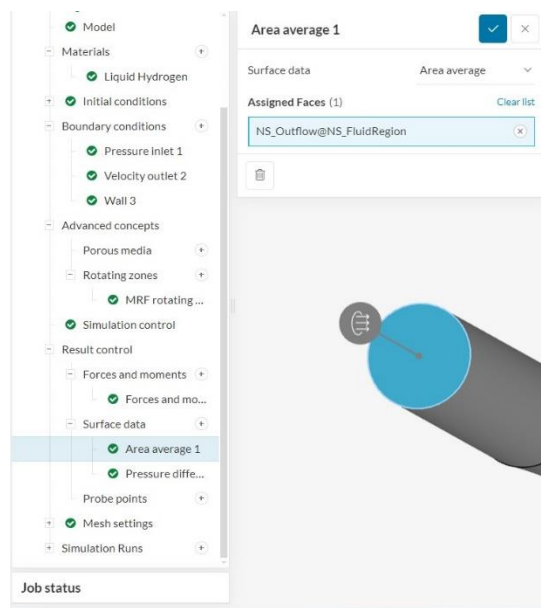 Model
Materials
Liquid Hydrogen
Initial conditions
Boundary conditions
Pressure inlet 1
Velocity outlet 2
Wall 3
Advanced concepts
Porous media
Rotating zones
MRF rotating ...
Simulation control
Result control
Forces and moments
Forces and mo...
Surface data
Area average 1
Pressure diffe...
Probe points
Mesh settings
Simulation Runs
Job status
Area average 1
Surface data Area average
Assigned Faces (1) Clear list
NS_Outflow@NS_FluidRegion